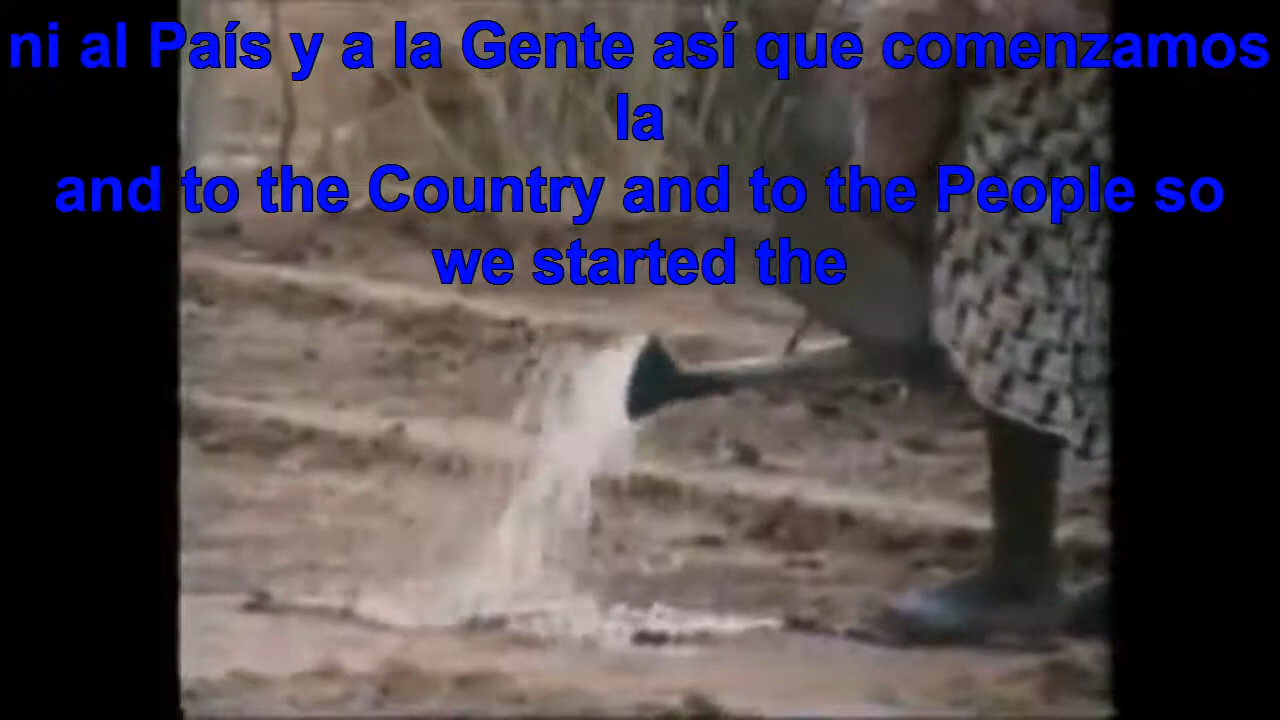 ni al País y a la Gente así que comenzamos
la
and to the Country and to the People so
we started the